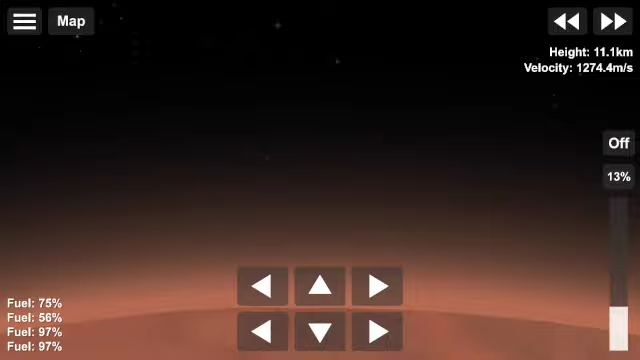 Map
Height: 11.1km
Velocity: 1274.4m/s
Off
13%
Fuel: 75%
Fuel: 56%
Fuel: 97%
Fuel: 97%